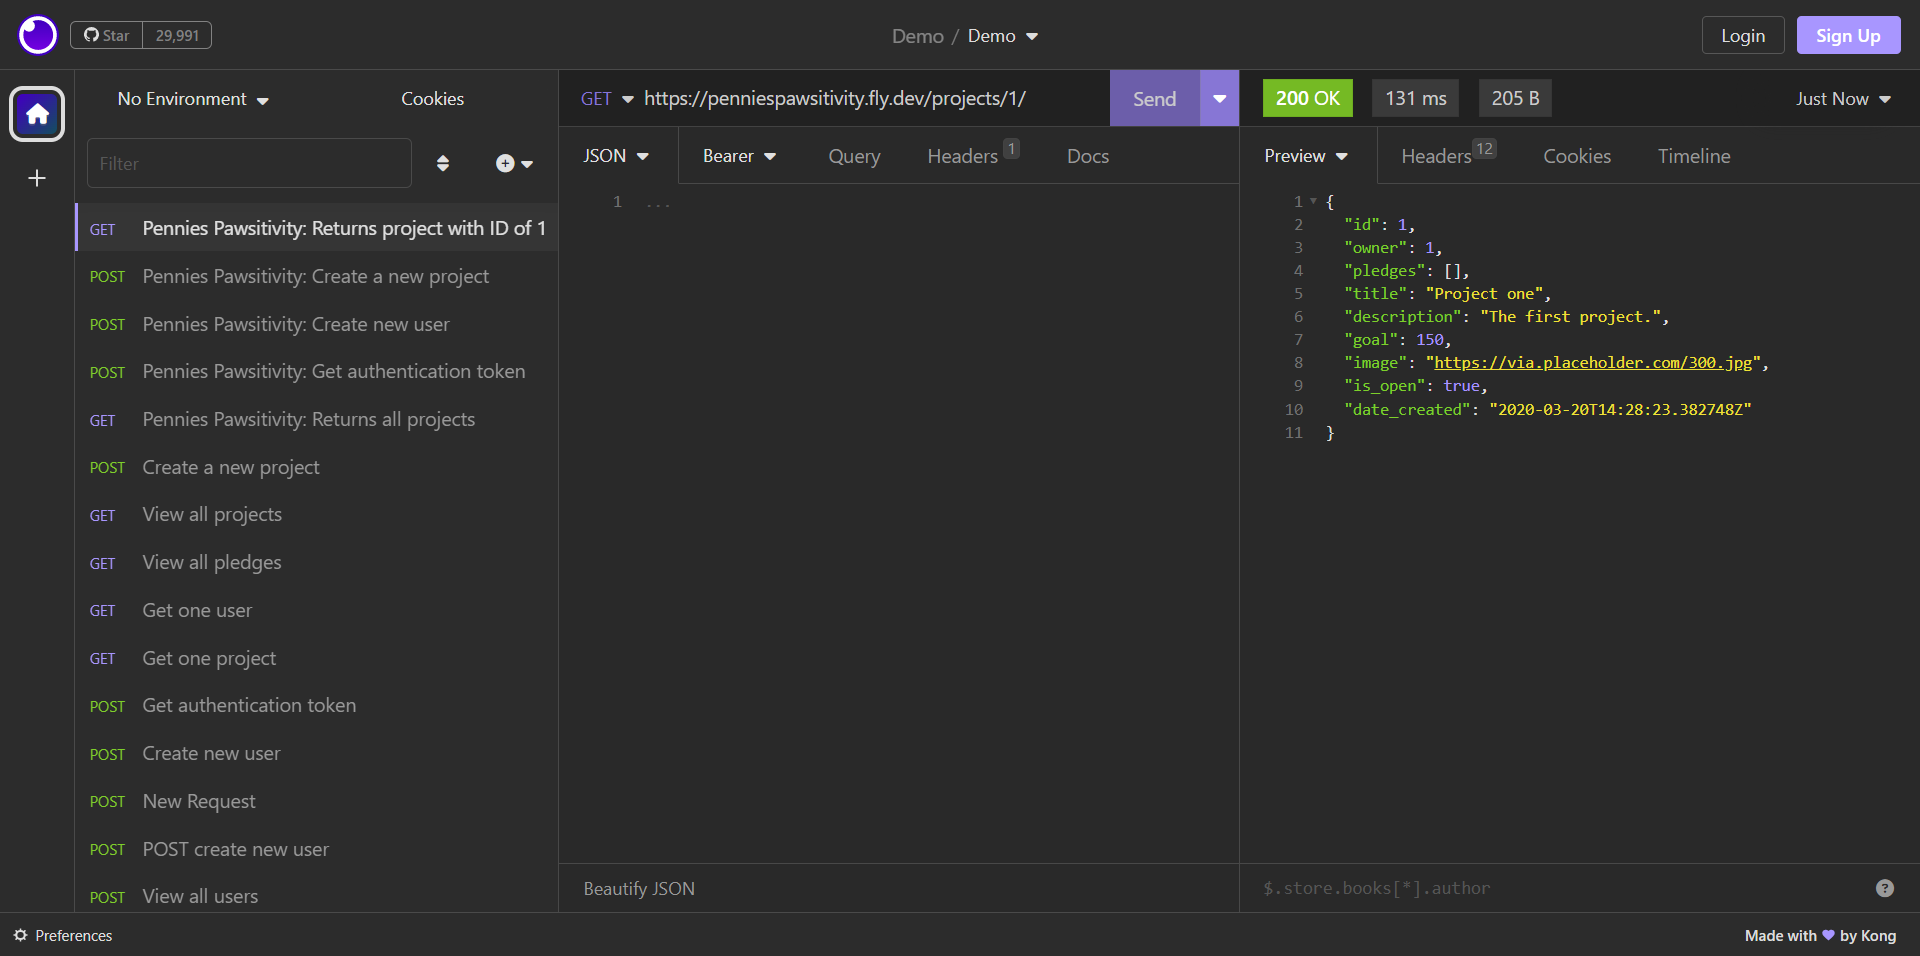 Star 29,991
Demo / Demo
Login Sign Up
No Environment Cookies
Filter
GET Pennies Pawsitivity: Returns project with ID of 1
POST Pennies Pawsitivity: Create a new project
POST Pennies Pawsitivity: Create new user
POST Pennies Pawsitivity: Get authentication token
GET Pennies Pawsitivity: Returns all projects
POST Create a new project
GET View all projects
GET View all pledges
GET Get one user
GET Get one project
POST Get authentication token
POST Create new user
POST New Request
POST POST create new user
POST View all users
GET https://penniespawsitivity.fly.dev/projects/1/ Send
JSON Bearer Query Headers 1 Docs
1 ...
Beautify JSON
200 OK 131 ms 205 B Just Now
Preview Headers 12 Cookies Timeline
1 {
2 "id": 1,
3 "owner": 1,
4 "pledges": [],
5 "title": "Project one",
6 "description": "The first project.",
7 "goal": 150,
8 "image": "https://via.placeholder.com/300.jpg",
9 "is_open": true,
10 "date_created": "2020-03-20T14:28:23.382748Z"
11 }
$.store.books[*].author ?
Preferences
Made with 💜 by Kong